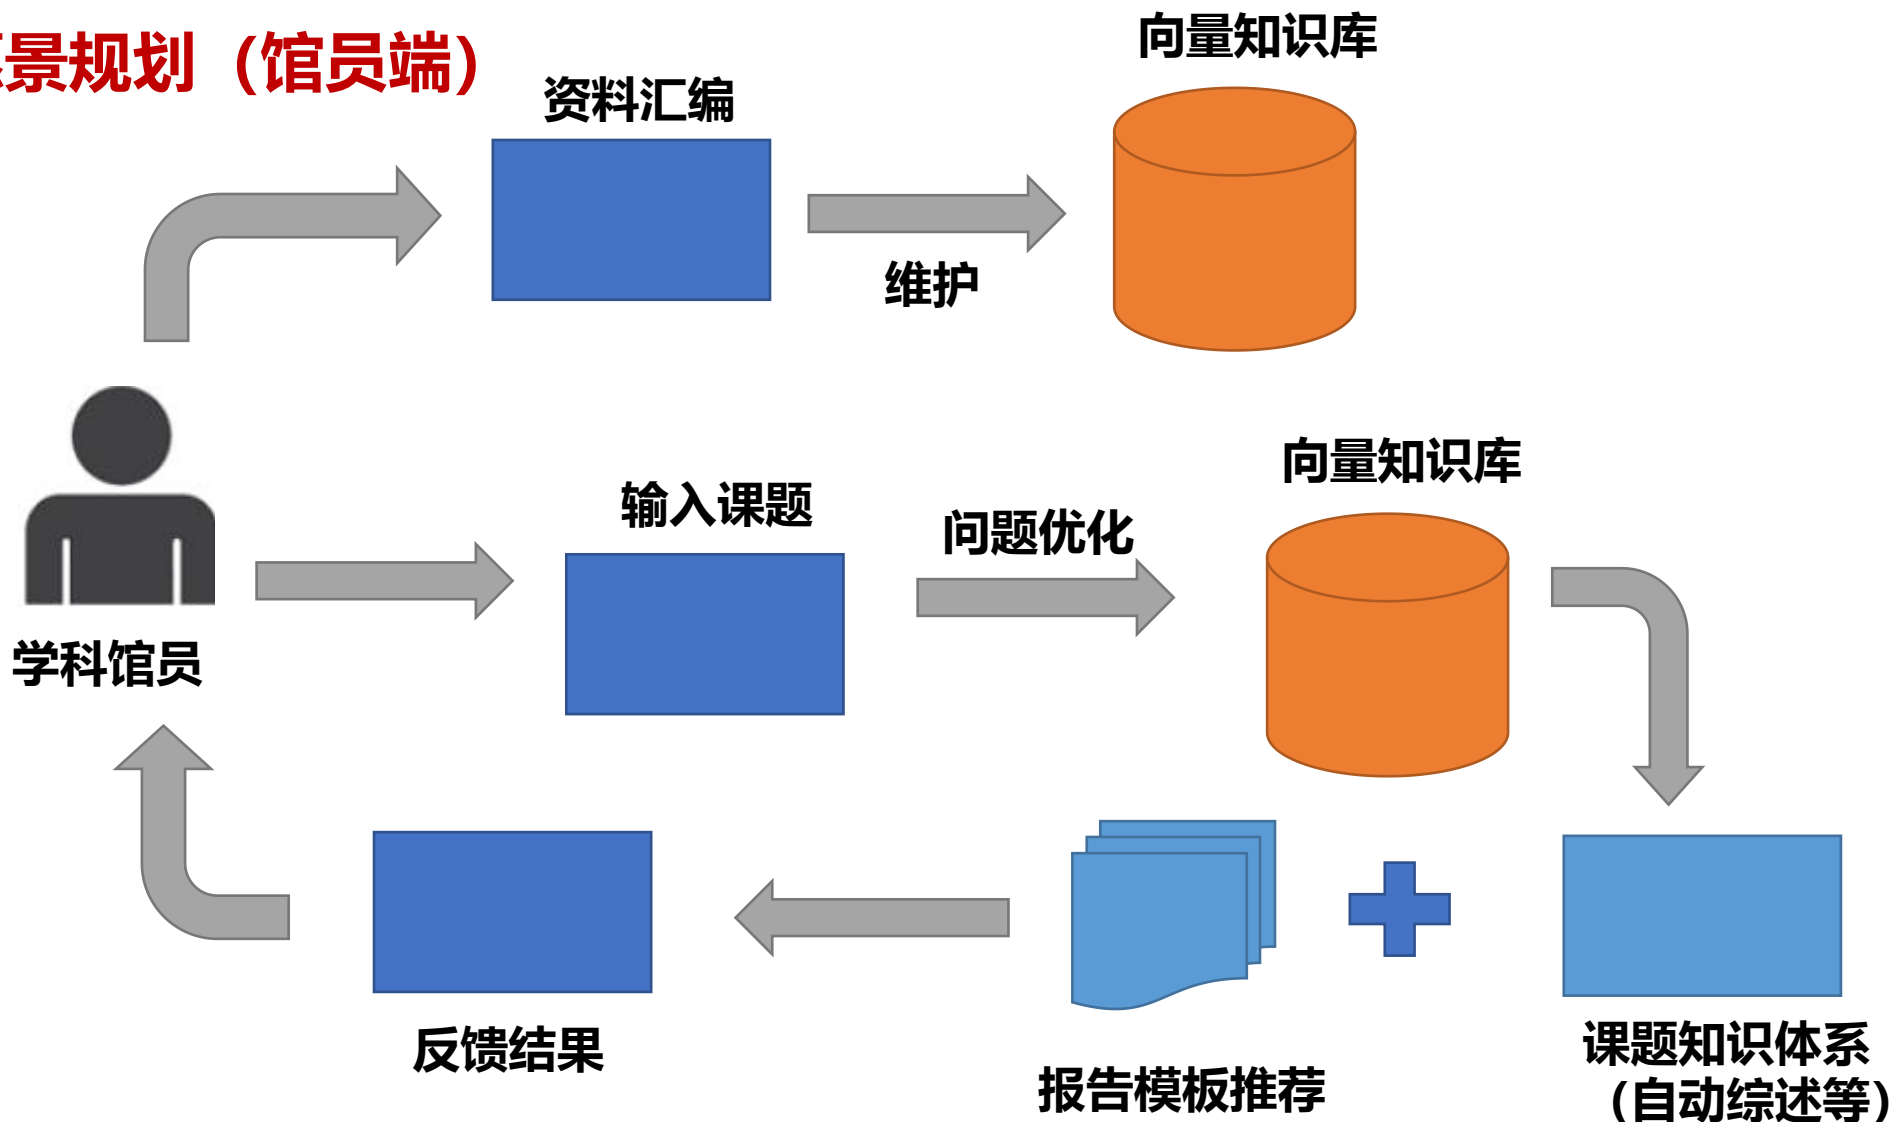 景规划（馆员端）
向量知识库
资料汇编
维护
向量知识库
输入课题
问题优化
学科馆员
反馈结果
报告模板推荐
课题知识体系
（自动综述等）